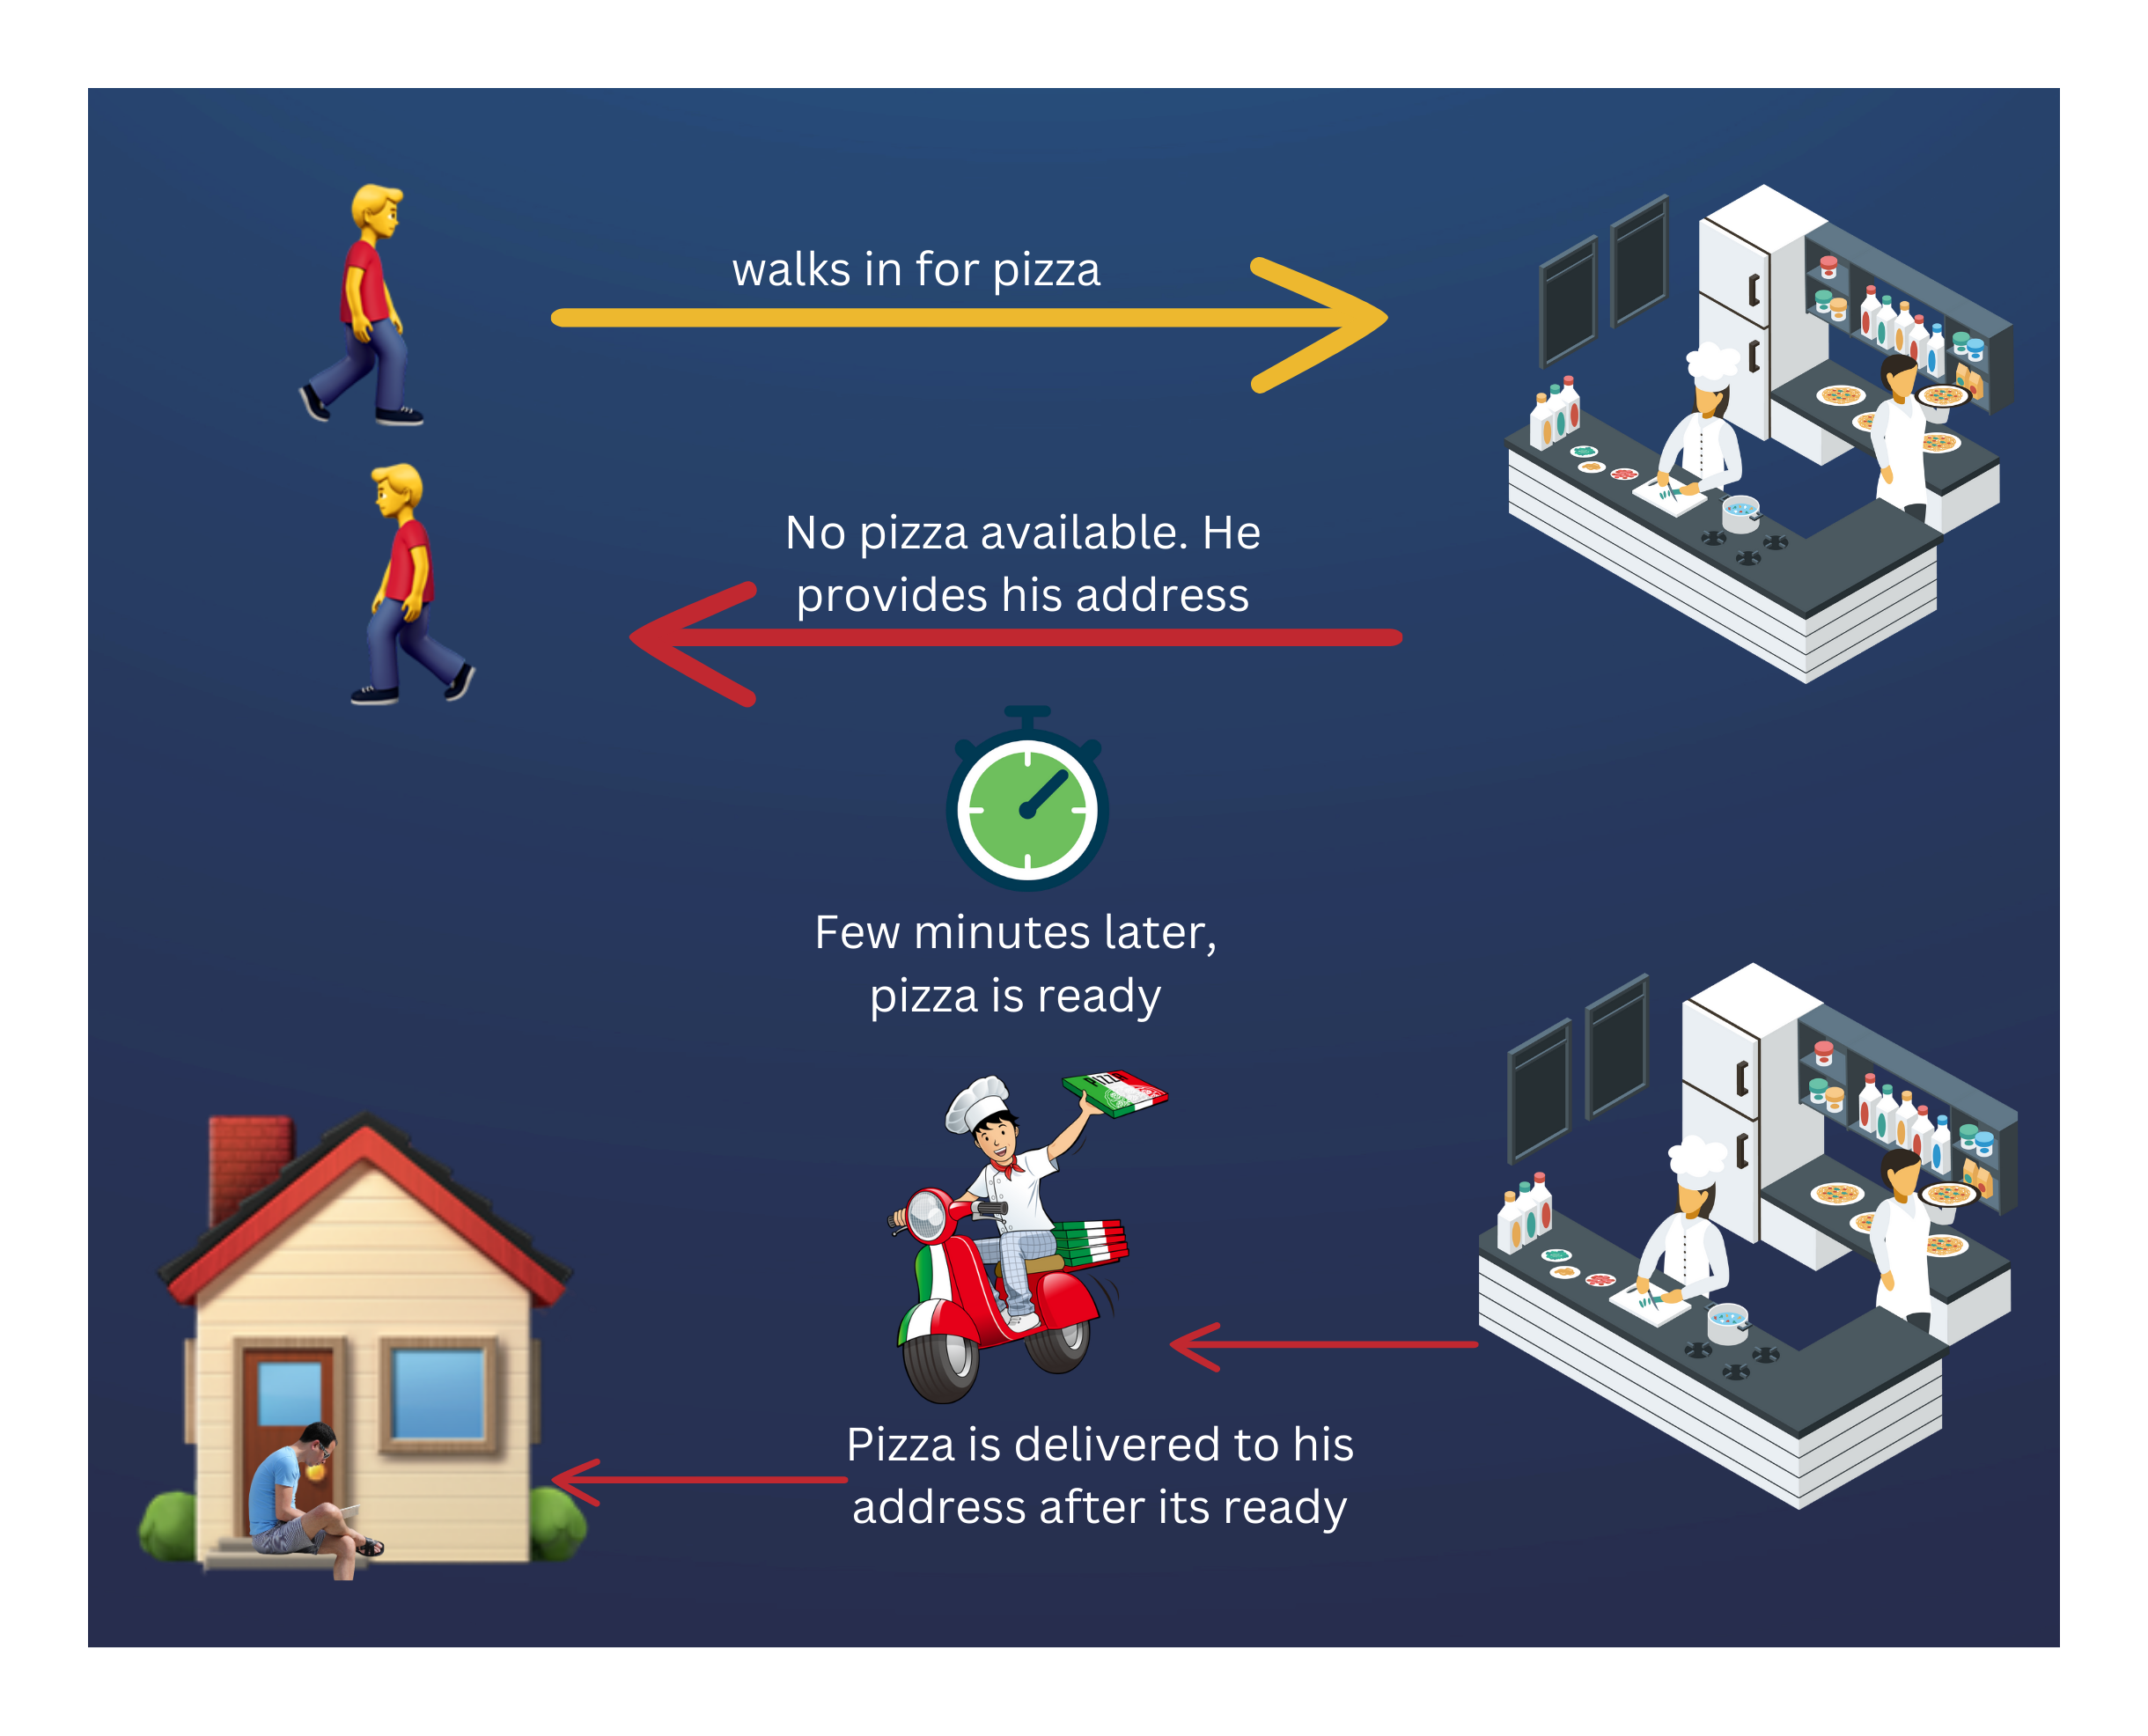 walks in for pizza
No pizza available. He
provides his address
Few minutes later,
pizza is ready
PIZZA
Pizza is delivered to his
address after its ready